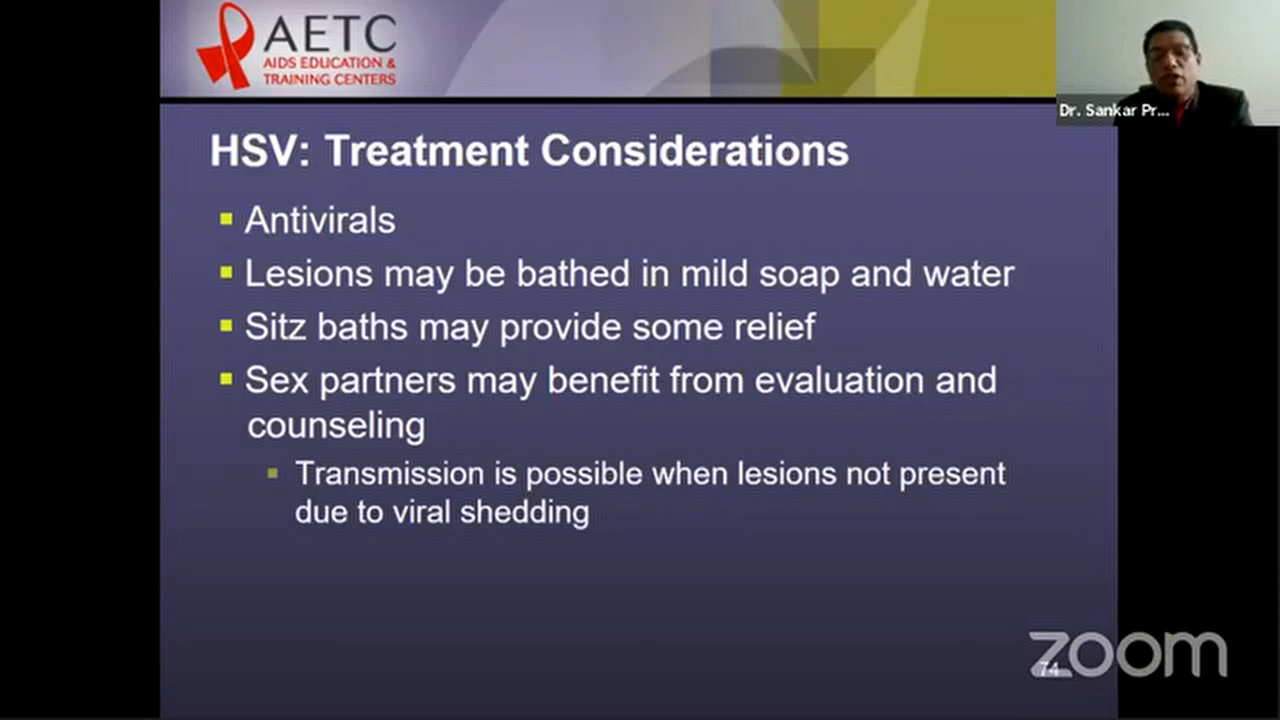 AETC
AIDS EDUCATION &
TRAINING CENTERS
Dr. Sankar Pr...
HSV: Treatment Considerations
Antivirals
Lesions may be bathed in mild soap and water
Sitz baths may provide some relief
Sex partners may benefit from evaluation and
counseling
Transmission is possible when lesions not present
due to viral shedding
74
zoom